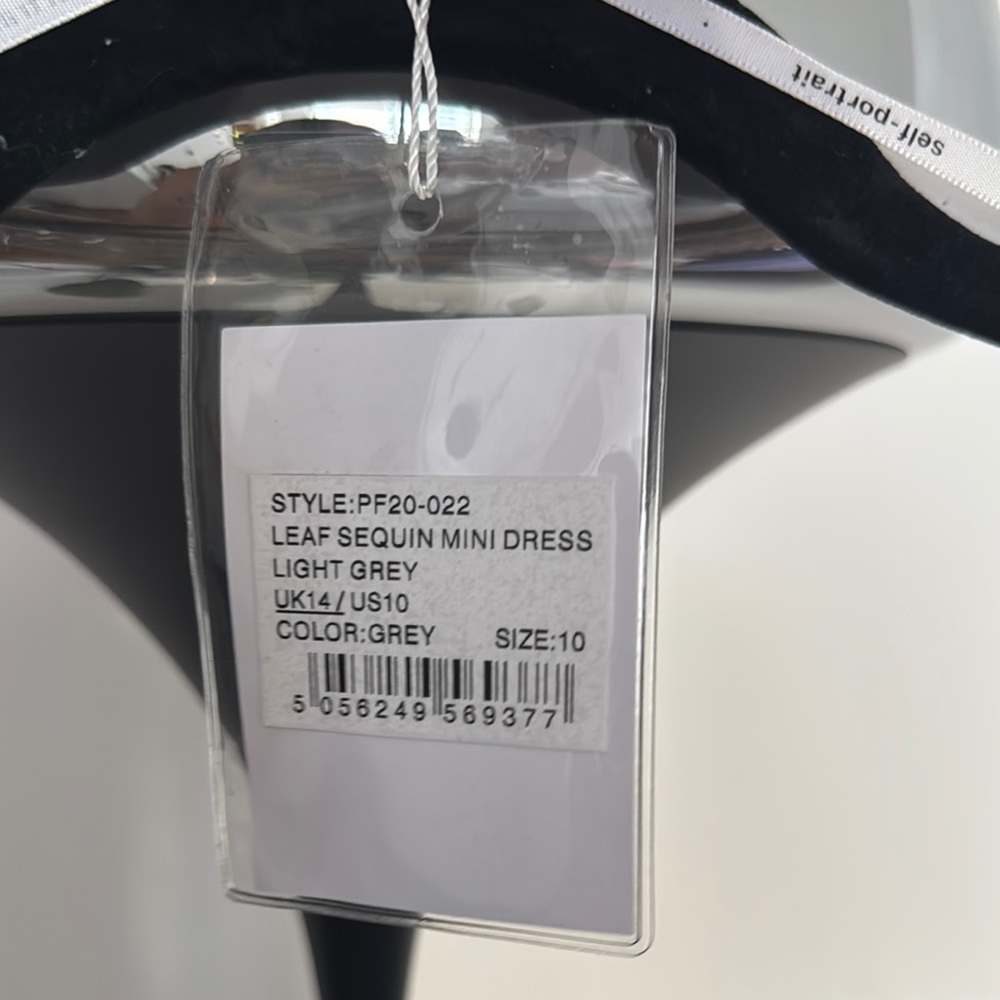 self-portrait
STYLE:PF20-022
LEAF SEQUIN MINI DRESS
LIGHT GREY
UK14/US10
COLOR:GREY SIZE:10
5 056249 569377